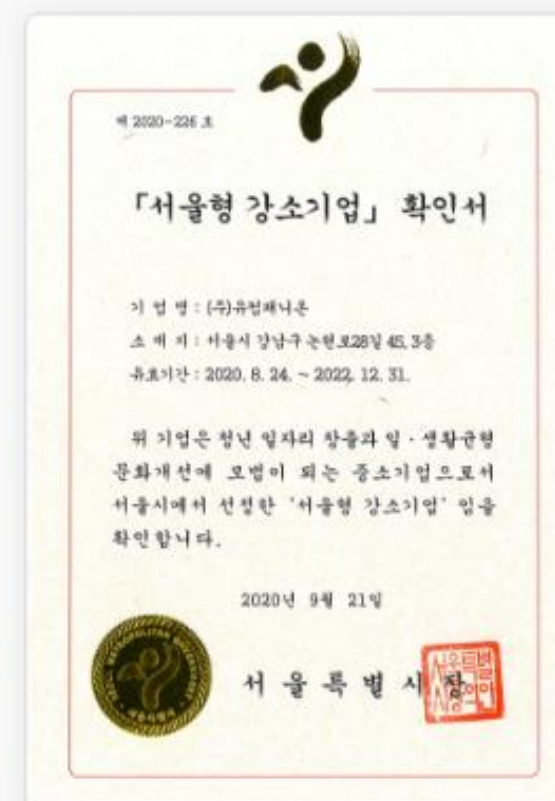 제 2020-226 호
「서울형 강소기업」 확인서
기 업 명 : (주)유컴패니온
소 재 지 : 서울시 강남구 논현로28길 45, 3층
유효기간 : 2020. 8. 24. ~ 2022. 12. 31.
위 기업은 청년 일자리 창출과 일 · 생활균형
문화개선에 모범이 되는 중소기업으로서
서울시에서 선정한 '서울형 강소기업' 임을
확인합니다.
2020년 9월 21일
서 울 특 별 시 장